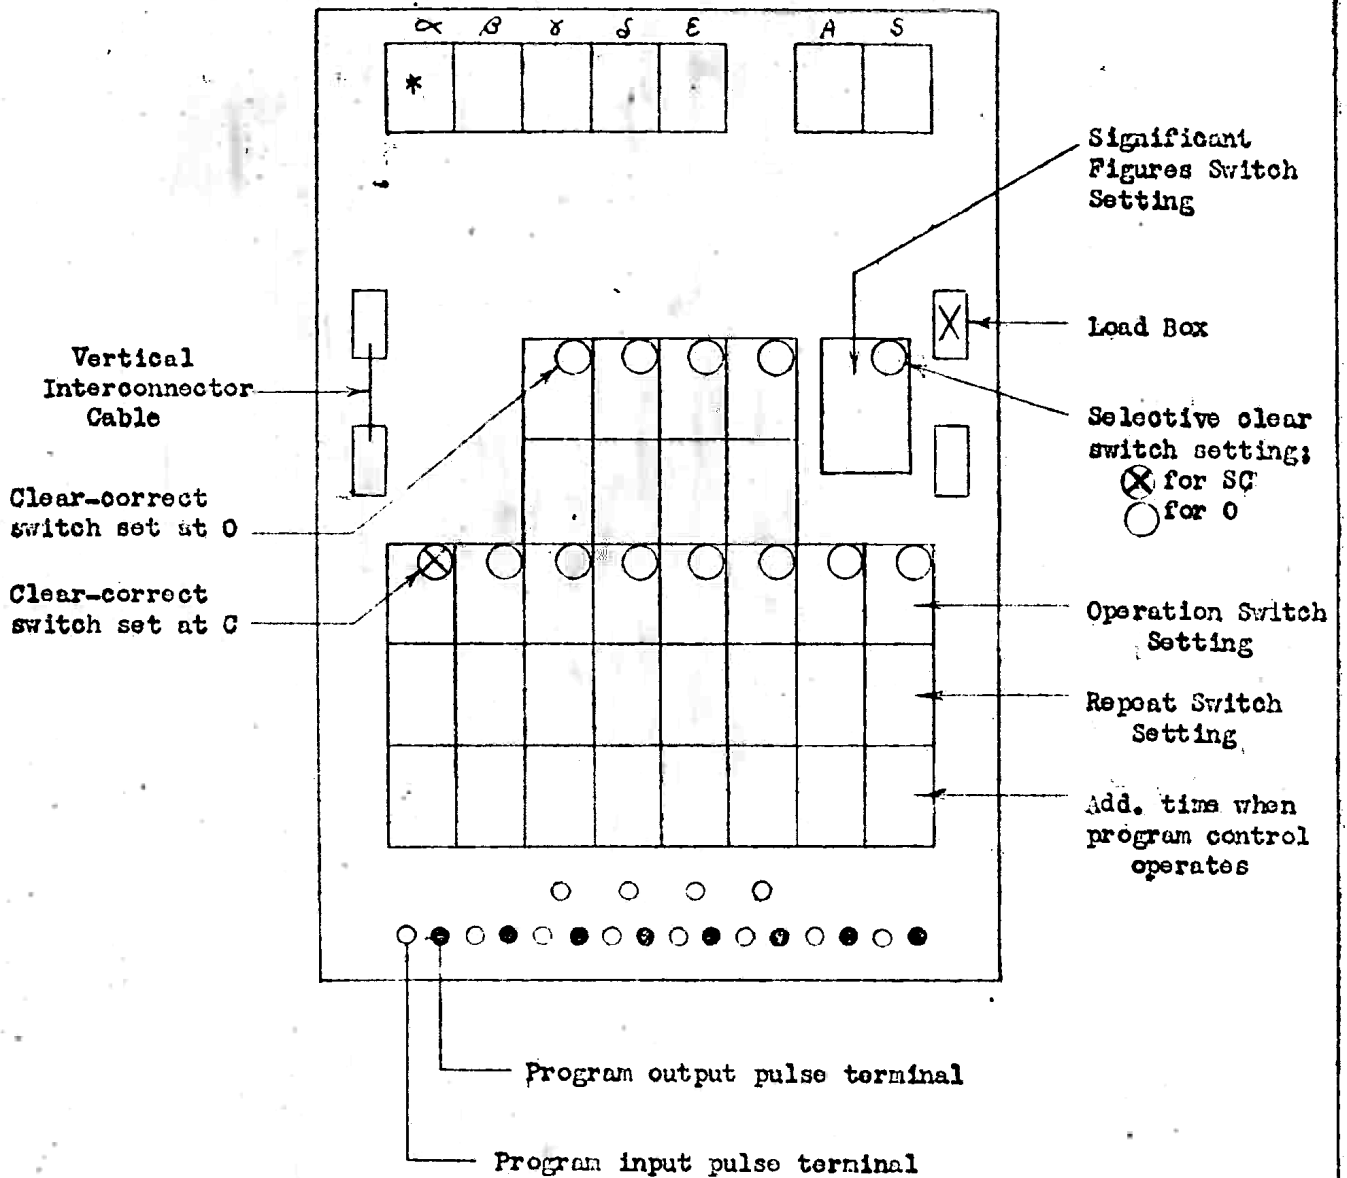 α β γ δ ε A S
*
Significant
Figures Switch
Setting
Load Box
Vertical
Interconnector
Cable
Selective clear
switch setting:
for SC
for O
Clear-correct
switch set at O
Clear-correct
switch set at C
Operation Switch
Setting
Repeat Switch
Setting
Add. time when
program control
operates
Program output pulse terminal
Program input pulse terminal